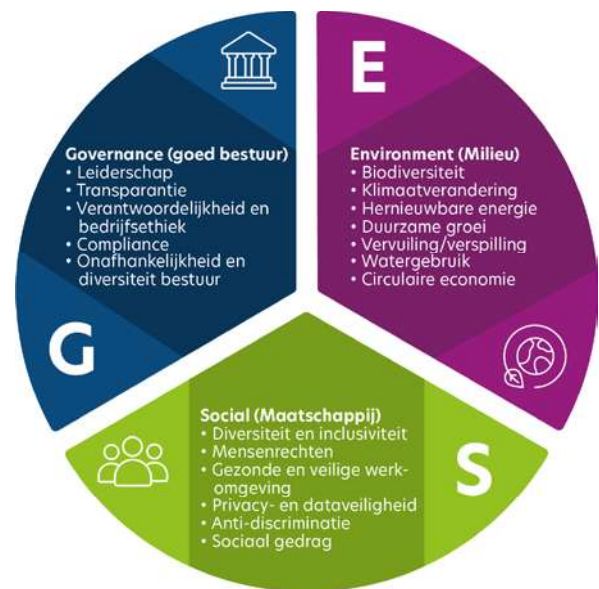 E
Environment (Milieu)
• Biodiversiteit
• Klimaatverandering
• Hernieuwbare energie
• Duurzame groei
• Vervuiling/verspilling
• Watergebruik
• Circulaire economie
S
Social (Maatschappij)
• Diversiteit en inclusiviteit
• Mensenrechten
• Gezonde en veilige werk-
omgeving
• Privacy- en dataveiligheid
• Anti-discriminatie
• Sociaal gedrag
G
Governance (goed bestuur)
• Leiderschap
• Transparantie
• Verantwoordelijkheid en
bedrijfsethiek
• Compliance
• Onafhankelijkheid en
diversiteit bestuur